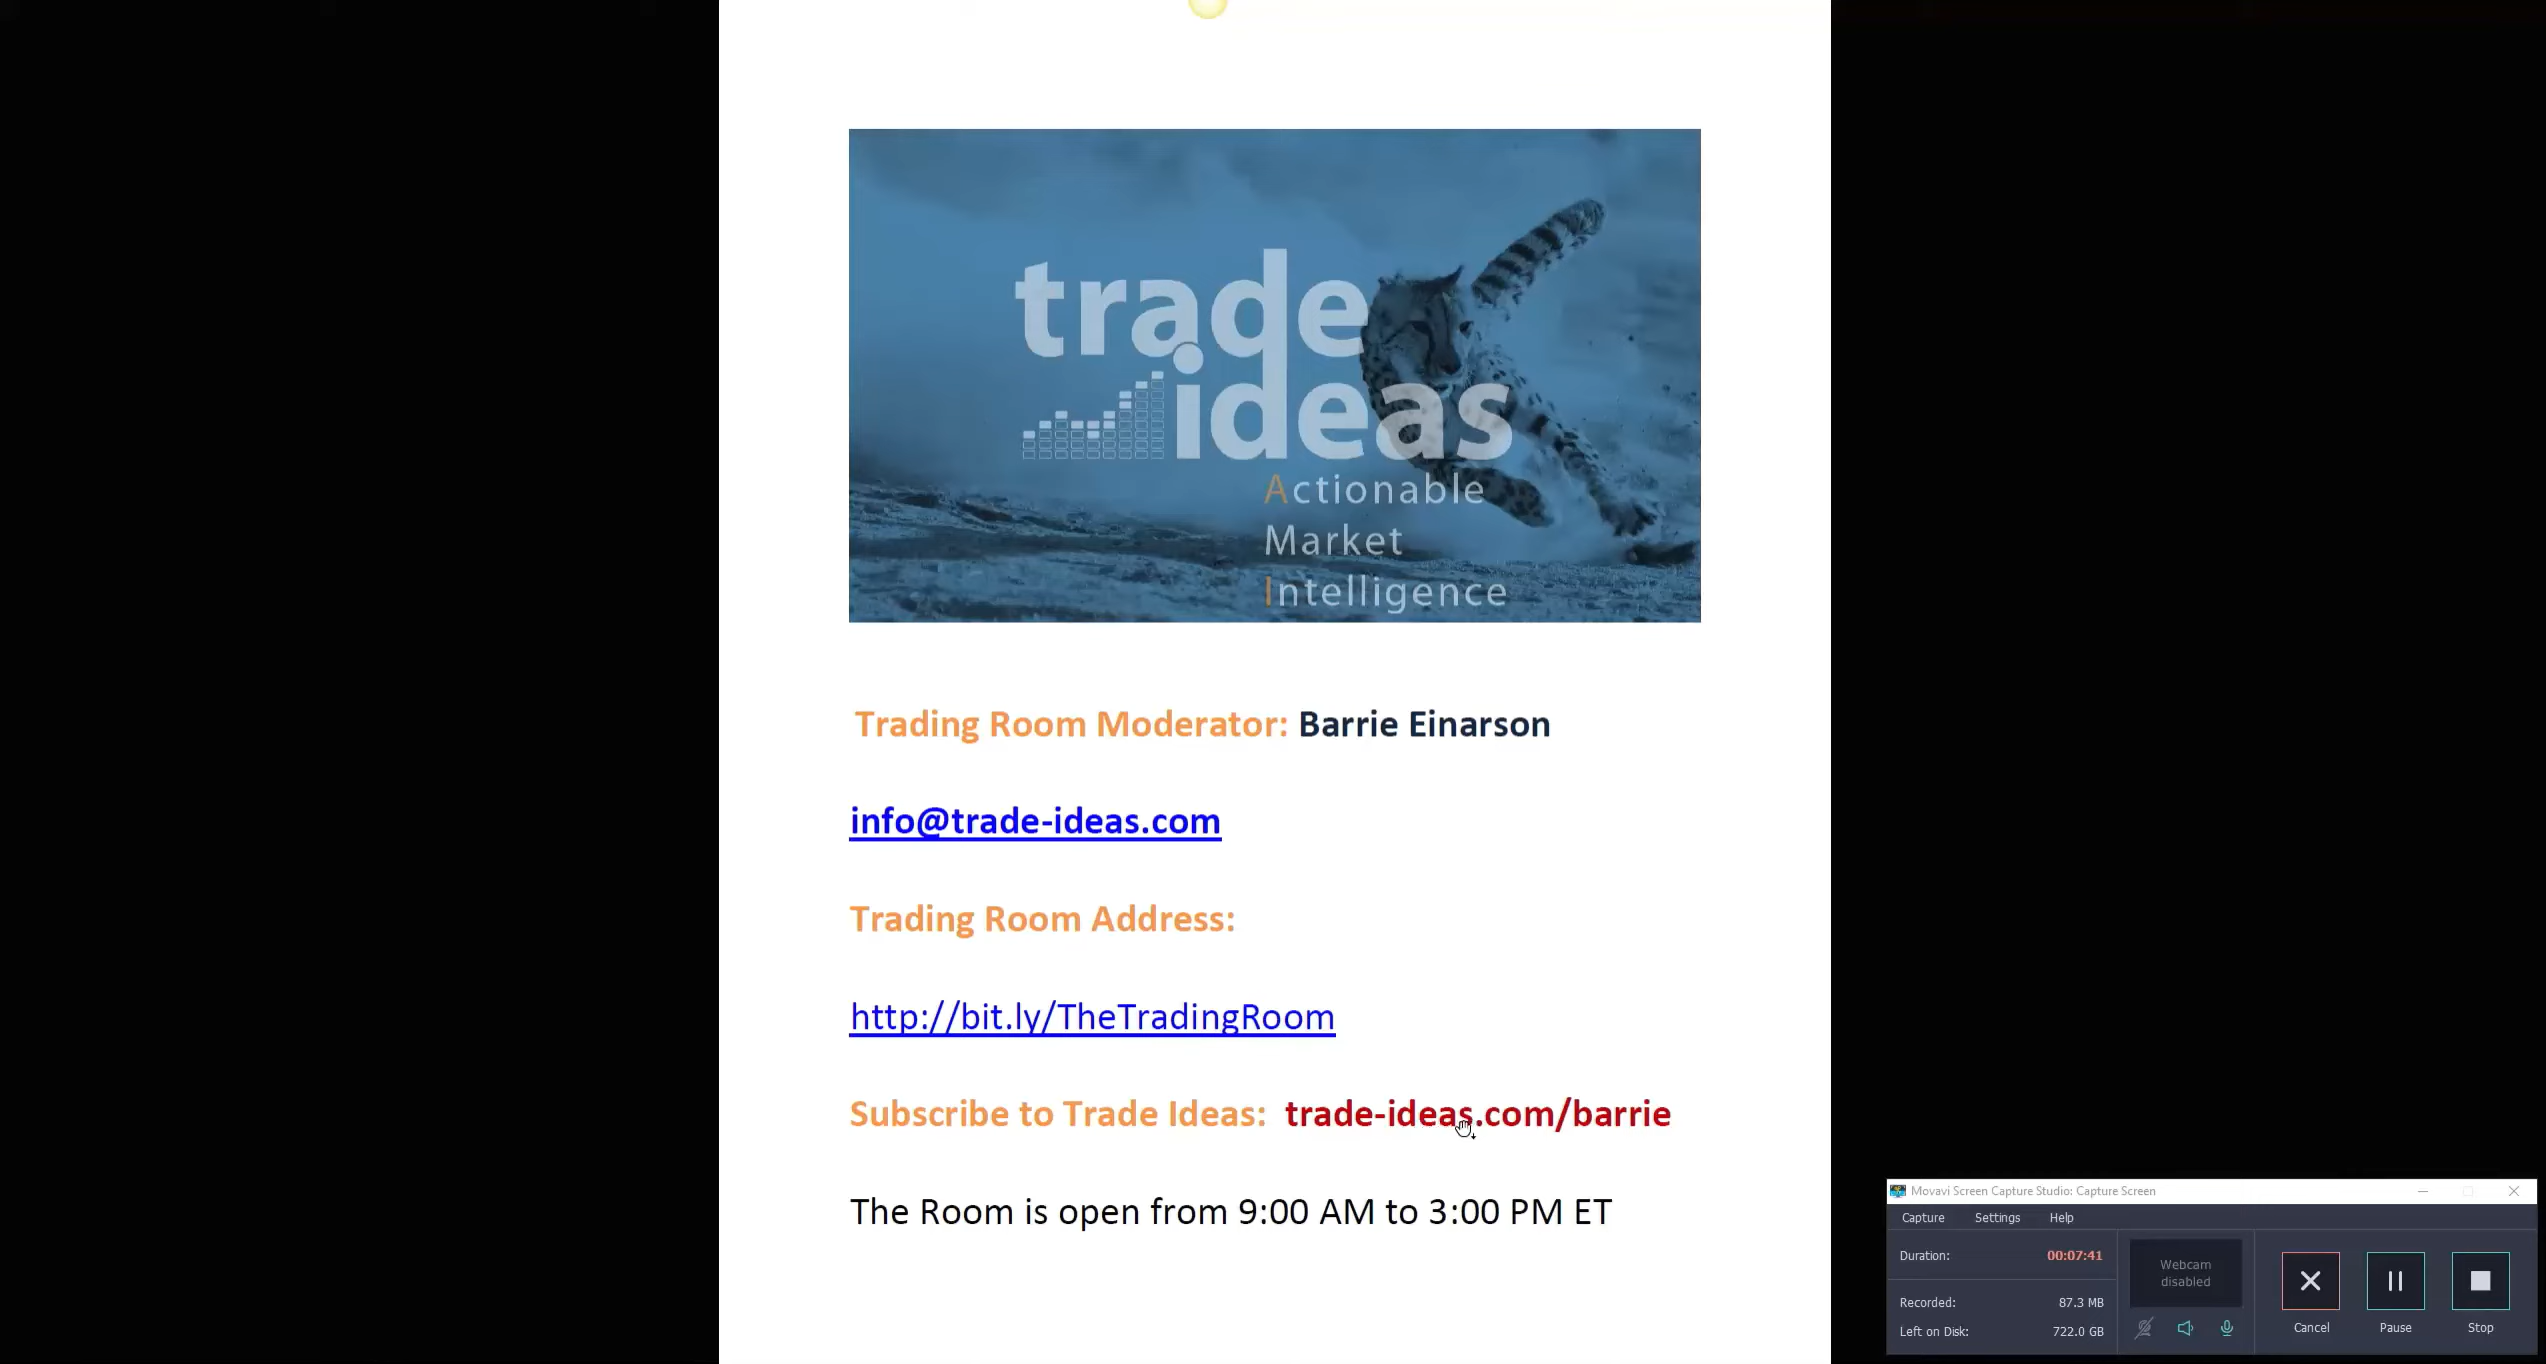 trade
ideas
Actionable
Market
Intelligence
Trading Room Moderator: Barrie Einarson
info@trade-ideas.com
Trading Room Address:
http://bit.ly/TheTradingRoom
Subscribe to Trade Ideas: trade-ideas.com/barrie
The Room is open from 9:00 AM to 3:00 PM ET
Movavi Screen Capture Studio: Capture Screen
Capture Settings Help
Duration: 00:07:41
Webcam
disabled
Recorded: 87.3 MB
Left on Disk: 722.0 GB
Cancel Pause Stop